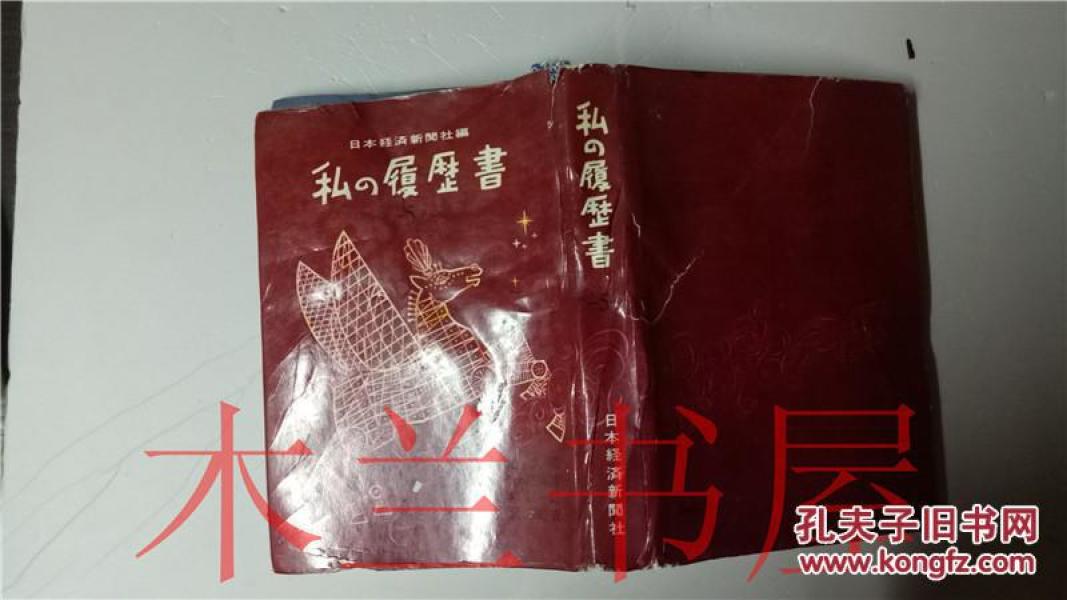 日本経済新聞社編
私の履歴書
私の履歴書
日本経済新聞社
木兰书屋
孔夫子旧书网
www.kongfz.com